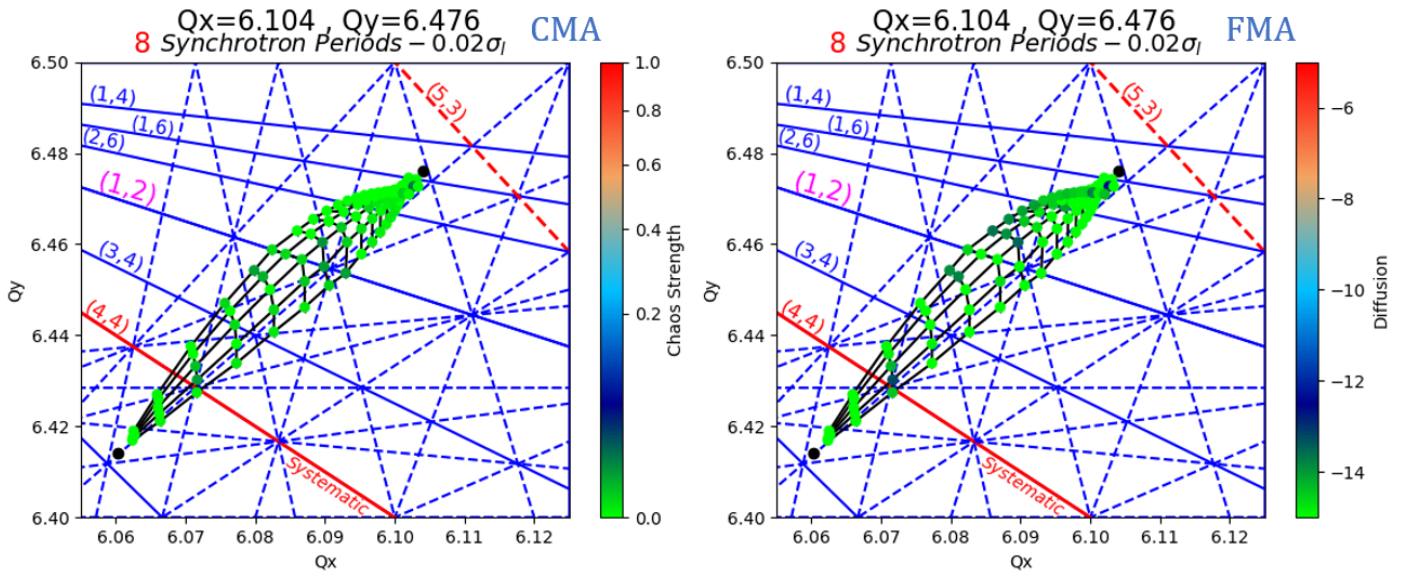 Qx=6.104 , Qy=6.476 CMA
8 Synchrotron Periods − 0.02σ_l
6.50
6.48
6.46
6.44
6.42
6.40
Qy
(1,4)
(1,6)
(2,6)
(1,2)
(3,4)
(4,4)
(5,3)
Systematic
6.06 6.07 6.08 6.09 6.10 6.11 6.12
Qx
1.0
0.8
0.6
0.4
0.2
0.0
Chaos Strength
Qx=6.104 , Qy=6.476 FMA
8 Synchrotron Periods − 0.02σ_l
6.50
6.48
6.46
6.44
6.42
6.40
Qy
(1,4)
(1,6)
(2,6)
(1,2)
(3,4)
(4,4)
(5,3)
Systematic
6.06 6.07 6.08 6.09 6.10 6.11 6.12
Qx
−6
−8
−10
−12
−14
Diffusion